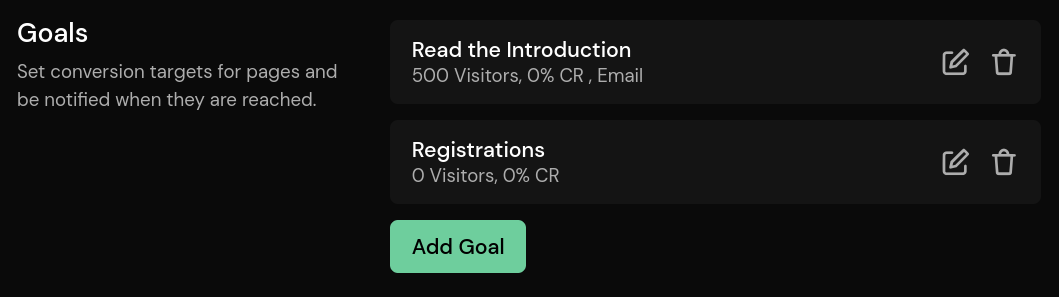 Goals
Set conversion targets for pages and
be notified when they are reached.
Read the Introduction
500 Visitors, 0% CR , Email
Registrations
0 Visitors, 0% CR
Add Goal